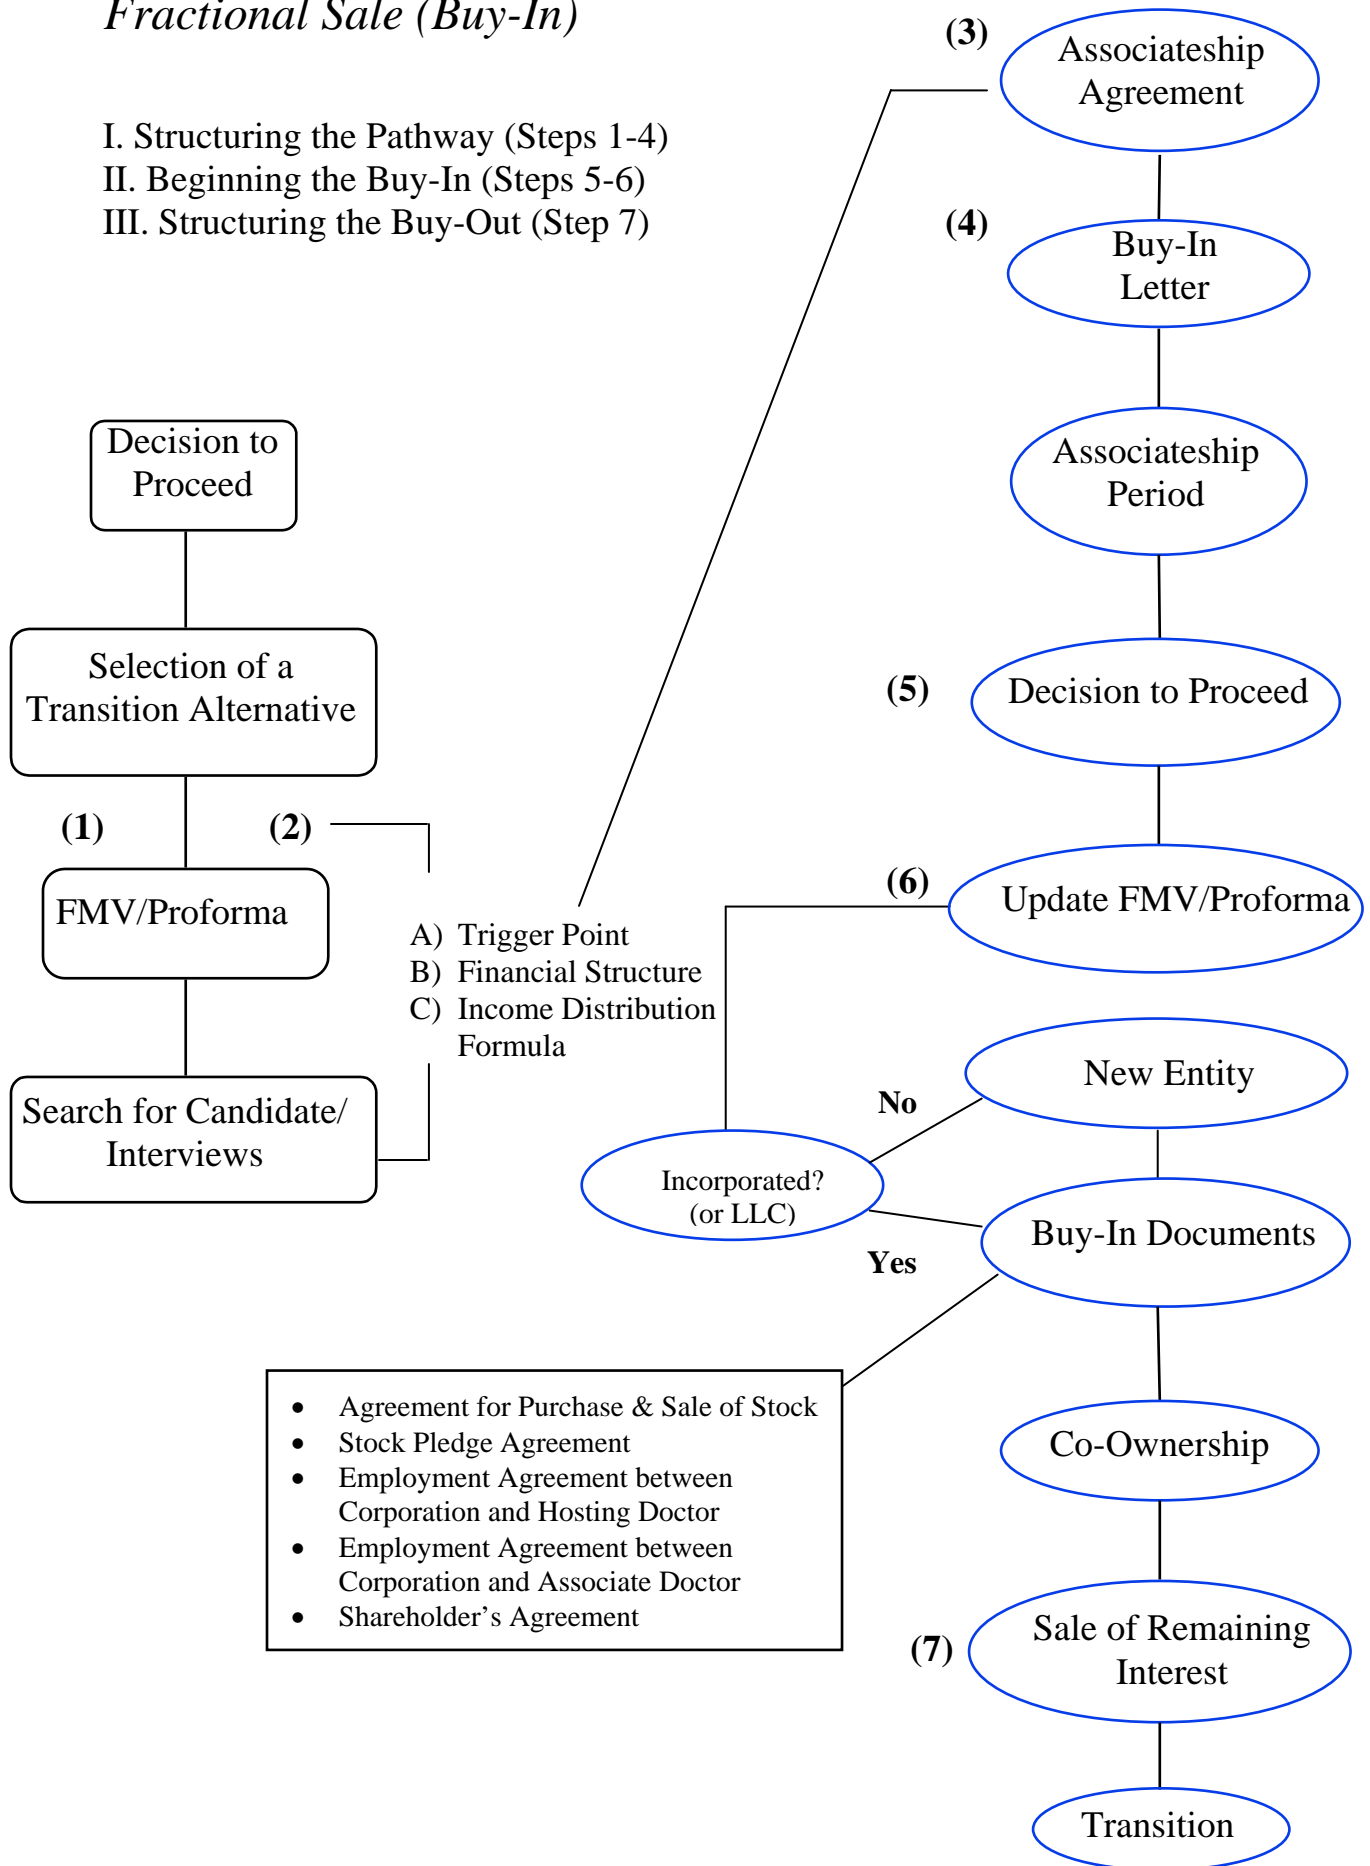 Fractional Sale (Buy-In)
I. Structuring the Pathway (Steps 1-4)
II. Beginning the Buy-In (Steps 5-6)
III. Structuring the Buy-Out (Step 7)
Decision to
Proceed
Selection of a
Transition Alternative
(1)
(2)
FMV/Proforma
Search for Candidate/
Interviews
A) Trigger Point
B) Financial Structure
C) Income Distribution
Formula
(3)
Associateship
Agreement
(4)
Buy-In
Letter
Associateship
Period
(5)
Decision to Proceed
(6)
Update FMV/Proforma
Incorporated?
(or LLC)
No
New Entity
Yes
Buy-In Documents
• Agreement for Purchase & Sale of Stock
• Stock Pledge Agreement
• Employment Agreement between
Corporation and Hosting Doctor
• Employment Agreement between
Corporation and Associate Doctor
• Shareholder’s Agreement
Co-Ownership
(7)
Sale of Remaining
Interest
Transition